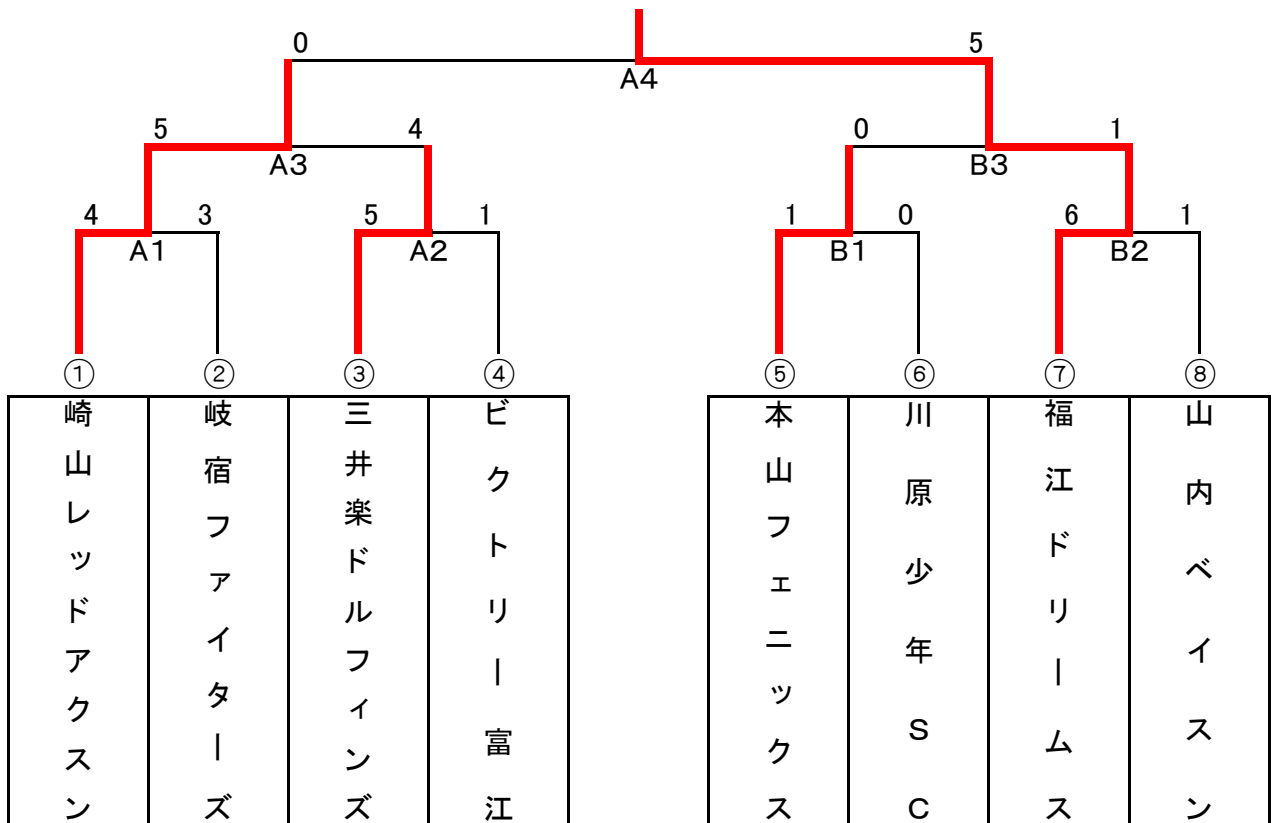 0 5
A4
5 4 0 1
A3 B3
4 3 5 1 1 0 6 1
A1 A2 B1 B2
① ② ③ ④ ⑤ ⑥ ⑦ ⑧
崎山レッドアクスン
岐宿ファイターズ
三井楽ドルフィンズ
ビクトリー富江
本山フェニックス
川原少年SC
福江ドリームス
山内ベイスン